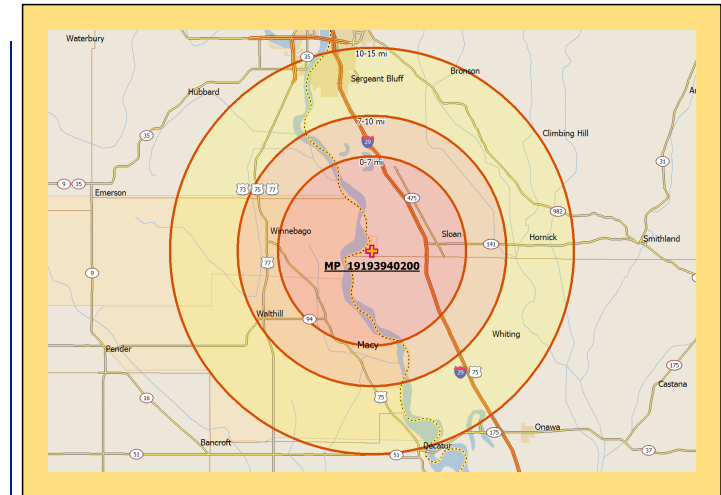 Waterbury
35
10-15 mi
Bronson
Sergeant Bluff
Hubbard
7-10 mi
Climbing Hill
35
29
0-7 mi
31
9 35
Emerson
73 75 77
475
982
Winnebago
Sloan
141
Hornick
Smithland
77
MP 19193940200
9
Walthill
94
Whiting
Macy
Pender
175
29 75
Castana
75
16
Onawa
175
Bancroft
Decatur
37
51
51